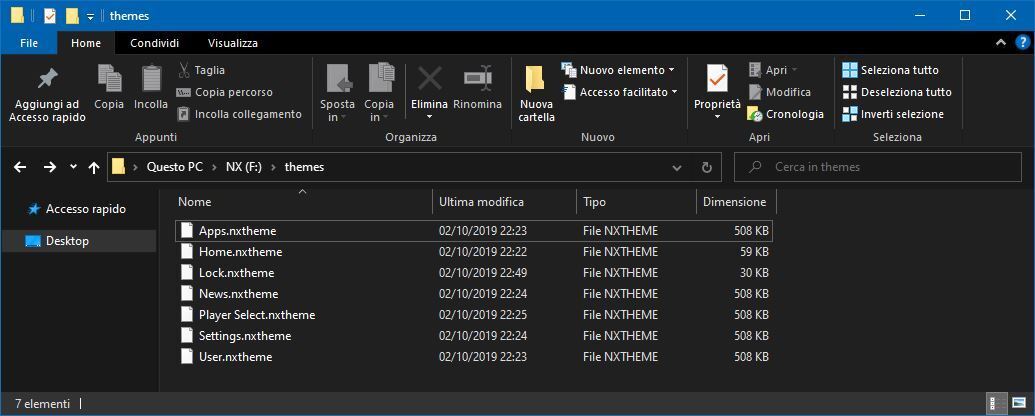 themes
File Home Condividi Visualizza
Aggiungi ad Accesso rapido
Copia
Incolla
Taglia
Copia percorso
Incolla collegamento
Appunti
Sposta in
Copia in
Elimina
Rinomina
Organizza
Nuova cartella
Nuovo elemento
Accesso facilitato
Nuovo
Proprietà
Apri
Modifica
Cronologia
Apri
Seleziona tutto
Deseleziona tutto
Inverti selezione
Seleziona
Questo PC > NX (F:) > themes
Cerca in themes
Accesso rapido
Desktop
Nome Ultima modifica Tipo Dimensione
Apps.nxtheme 02/10/2019 22:23 File NXTHEME 508 KB
Home.nxtheme 02/10/2019 22:22 File NXTHEME 59 KB
Lock.nxtheme 02/10/2019 22:49 File NXTHEME 30 KB
News.nxtheme 02/10/2019 22:24 File NXTHEME 508 KB
Player Select.nxtheme 02/10/2019 22:25 File NXTHEME 508 KB
Settings.nxtheme 02/10/2019 22:24 File NXTHEME 508 KB
User.nxtheme 02/10/2019 22:23 File NXTHEME 508 KB
7 elementi